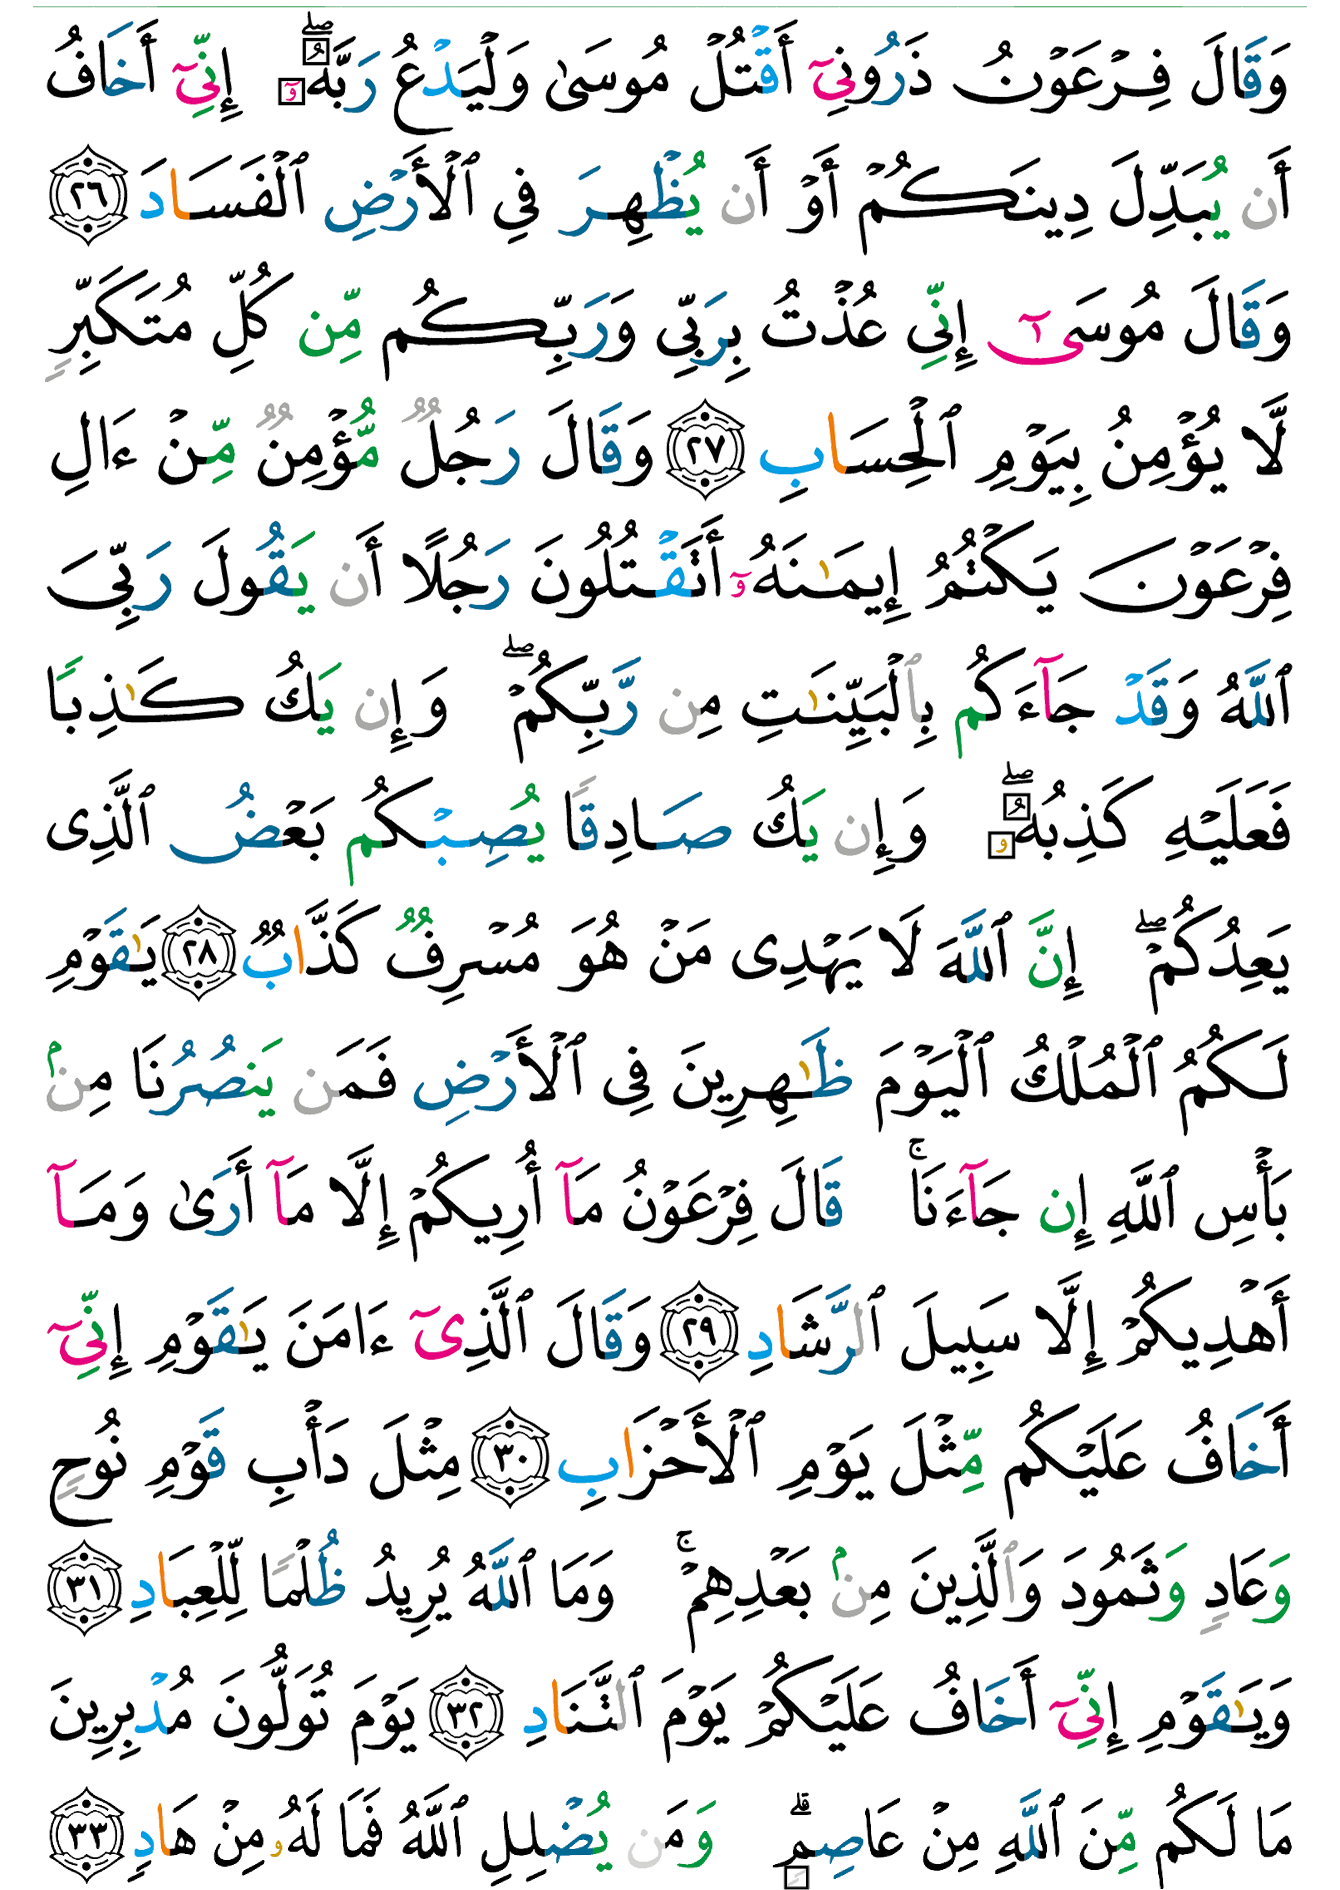 وَقَالَ فِرْعَوْنُ ذَرُونِىٓ أَقْتُلْ مُوسَىٰ وَلْيَدْعُ رَبَّهُۥٓ ۖ إِنِّىٓ أَخَافُ
أَن يُبَدِّلَ دِينَكُمْ أَوْ أَن يُظْهِرَ فِي ٱلْأَرْضِ ٱلْفَسَادَ ٢٦
وَقَالَ مُوسَىٰٓ إِنِّي عُذْتُ بِرَبِّي وَرَبِّكُم مِّن كُلِّ مُتَكَبِّرٍ
لَّا يُؤْمِنُ بِيَوْمِ ٱلْحِسَابِ ٢٧ وَقَالَ رَجُلٌ مُّؤْمِنٌ مِّنْ ءَالِ
فِرْعَوْنَ يَكْتُمُ إِيمَـٰنَهُۥٓ أَتَقْتُلُونَ رَجُلًا أَن يَقُولَ رَبِّىَ
ٱللَّهُ وَقَدْ جَآءَكُم بِٱلْبَيِّنَـٰتِ مِن رَّبِّكُمْ ۖ وَإِن يَكُ كَـٰذِبًا
فَعَلَيْهِ كَذِبُهُۥ ۖ وَإِن يَكُ صَادِقًا يُصِبْكُم بَعْضُ ٱلَّذِى
يَعِدُكُمْ ۖ إِنَّ ٱللَّهَ لَا يَهْدِى مَنْ هُوَ مُسْرِفٌ كَذَّابٌ ٢٨ يَـٰقَوْمِ
لَكُمُ ٱلْمُلْكُ ٱلْيَوْمَ ظَـٰهِرِينَ فِى ٱلْأَرْضِ فَمَن يَنصُرُنَا مِنۢ
بَأْسِ ٱللَّهِ إِن جَآءَنَا ۚ قَالَ فِرْعَوْنُ مَآ أُرِيكُمْ إِلَّا مَآ أَرَىٰ وَمَآ
أَهْدِيكُمْ إِلَّا سَبِيلَ ٱلرَّشَادِ ٢٩ وَقَالَ ٱلَّذِىٓ ءَامَنَ يَـٰقَوْمِ إِنِّىٓ
أَخَافُ عَلَيْكُم مِّثْلَ يَوْمِ ٱلْأَحْزَابِ ٣٠ مِثْلَ دَأْبِ قَوْمِ نُوحٍ
وَعَادٍ وَثَمُودَ وَٱلَّذِينَ مِنۢ بَعْدِهِمْ ۚ وَمَا ٱللَّهُ يُرِيدُ ظُلْمًا لِّلْعِبَادِ ٣١
وَيَـٰقَوْمِ إِنِّىٓ أَخَافُ عَلَيْكُمْ يَوْمَ ٱلتَّنَادِ ٣٢ يَوْمَ تُوَلُّونَ مُدْبِرِينَ
مَا لَكُم مِّنَ ٱللَّهِ مِنْ عَاصِمٍ ۗ وَمَن يُضْلِلِ ٱللَّهُ فَمَا لَهُۥ مِنْ هَادٍ ٣٣